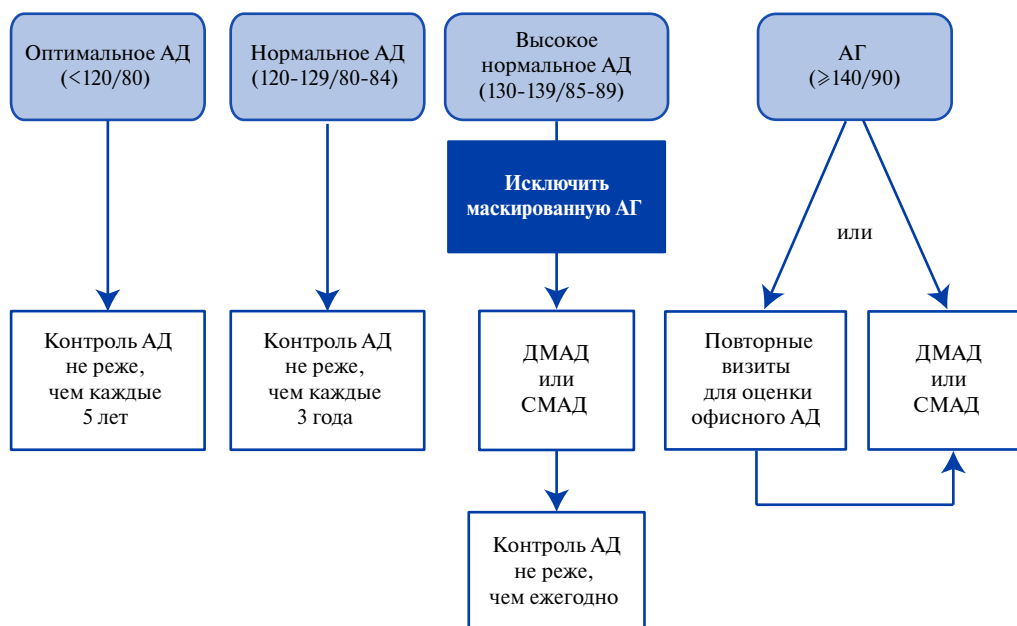 Оптимальное АД
(<120/80)
Нормальное АД
(120-129/80-84)
Высокое
нормальное АД
(130-139/85-89)
АГ
(≥140/90)
Исключить
маскированную АГ
или
Контроль АД
не реже,
чем каждые
5 лет
Контроль АД
не реже,
чем каждые
3 года
ДМАД
или
СМАД
Повторные
визиты
для оценки
офисного АД
ДМАД
или
СМАД
Контроль АД
не реже,
чем ежегодно